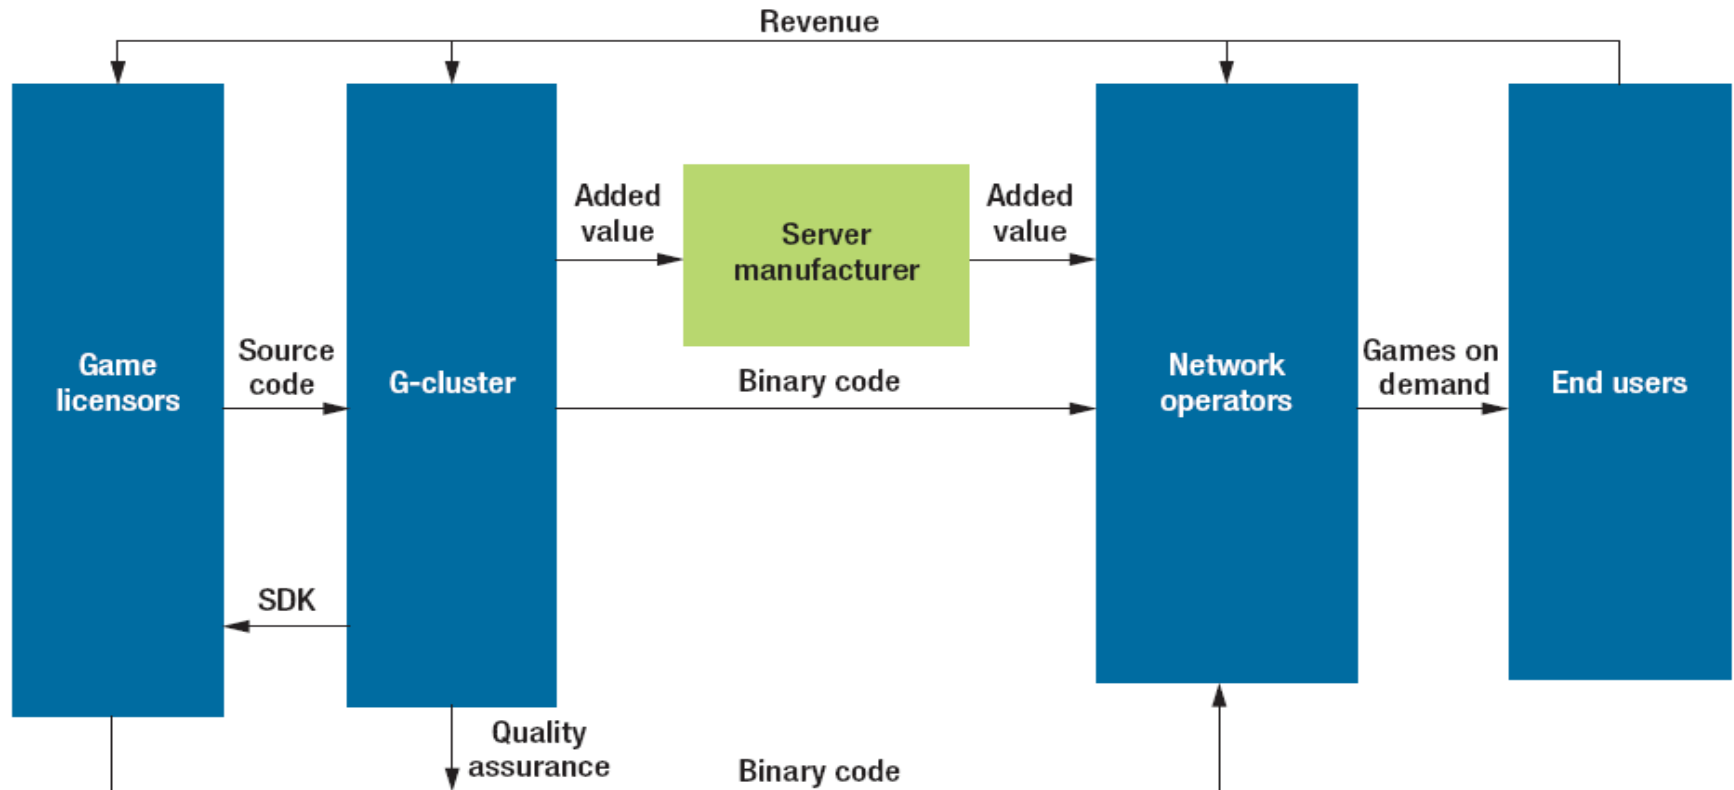 Revenue
Game
licensors
Source
code
SDK
G-cluster
Added
value
Server
manufacturer
Added
value
Binary code
Network
operators
Games on
demand
End users
Quality
assurance
Binary code